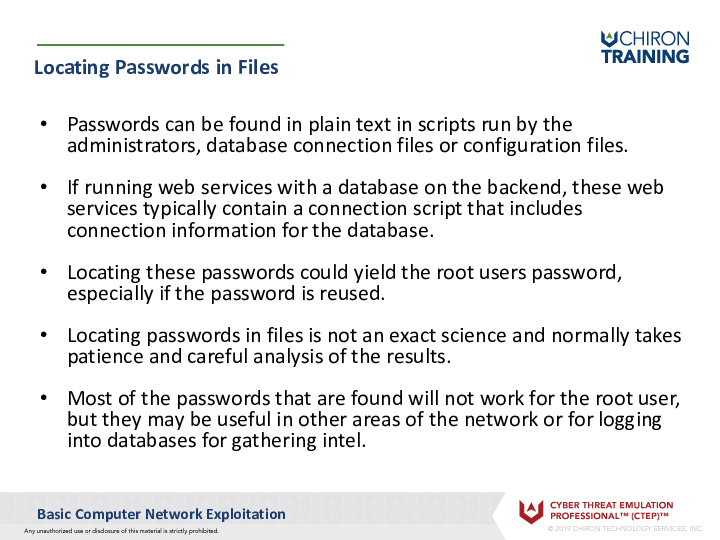 CHIRON
TRAINING
Locating Passwords in Files
• Passwords can be found in plain text in scripts run by the
administrators, database connection files or configuration files.
• If running web services with a database on the backend, these web
services typically contain a connection script that includes
connection information for the database.
• Locating these passwords could yield the root users password,
especially if the password is reused.
• Locating passwords in files is not an exact science and normally takes
patience and careful analysis of the results.
• Most of the passwords that are found will not work for the root user,
but they may be useful in other areas of the network or for logging
into databases for gathering intel.
Basic Computer Network Exploitation
CYBER THREAT EMULATION
PROFESSIONAL™ (CTEP)™
Any unauthorized use or disclosure of this material is strictly prohibited.
© 2019 CHIRON TECHNOLOGY SERVICES, INC.